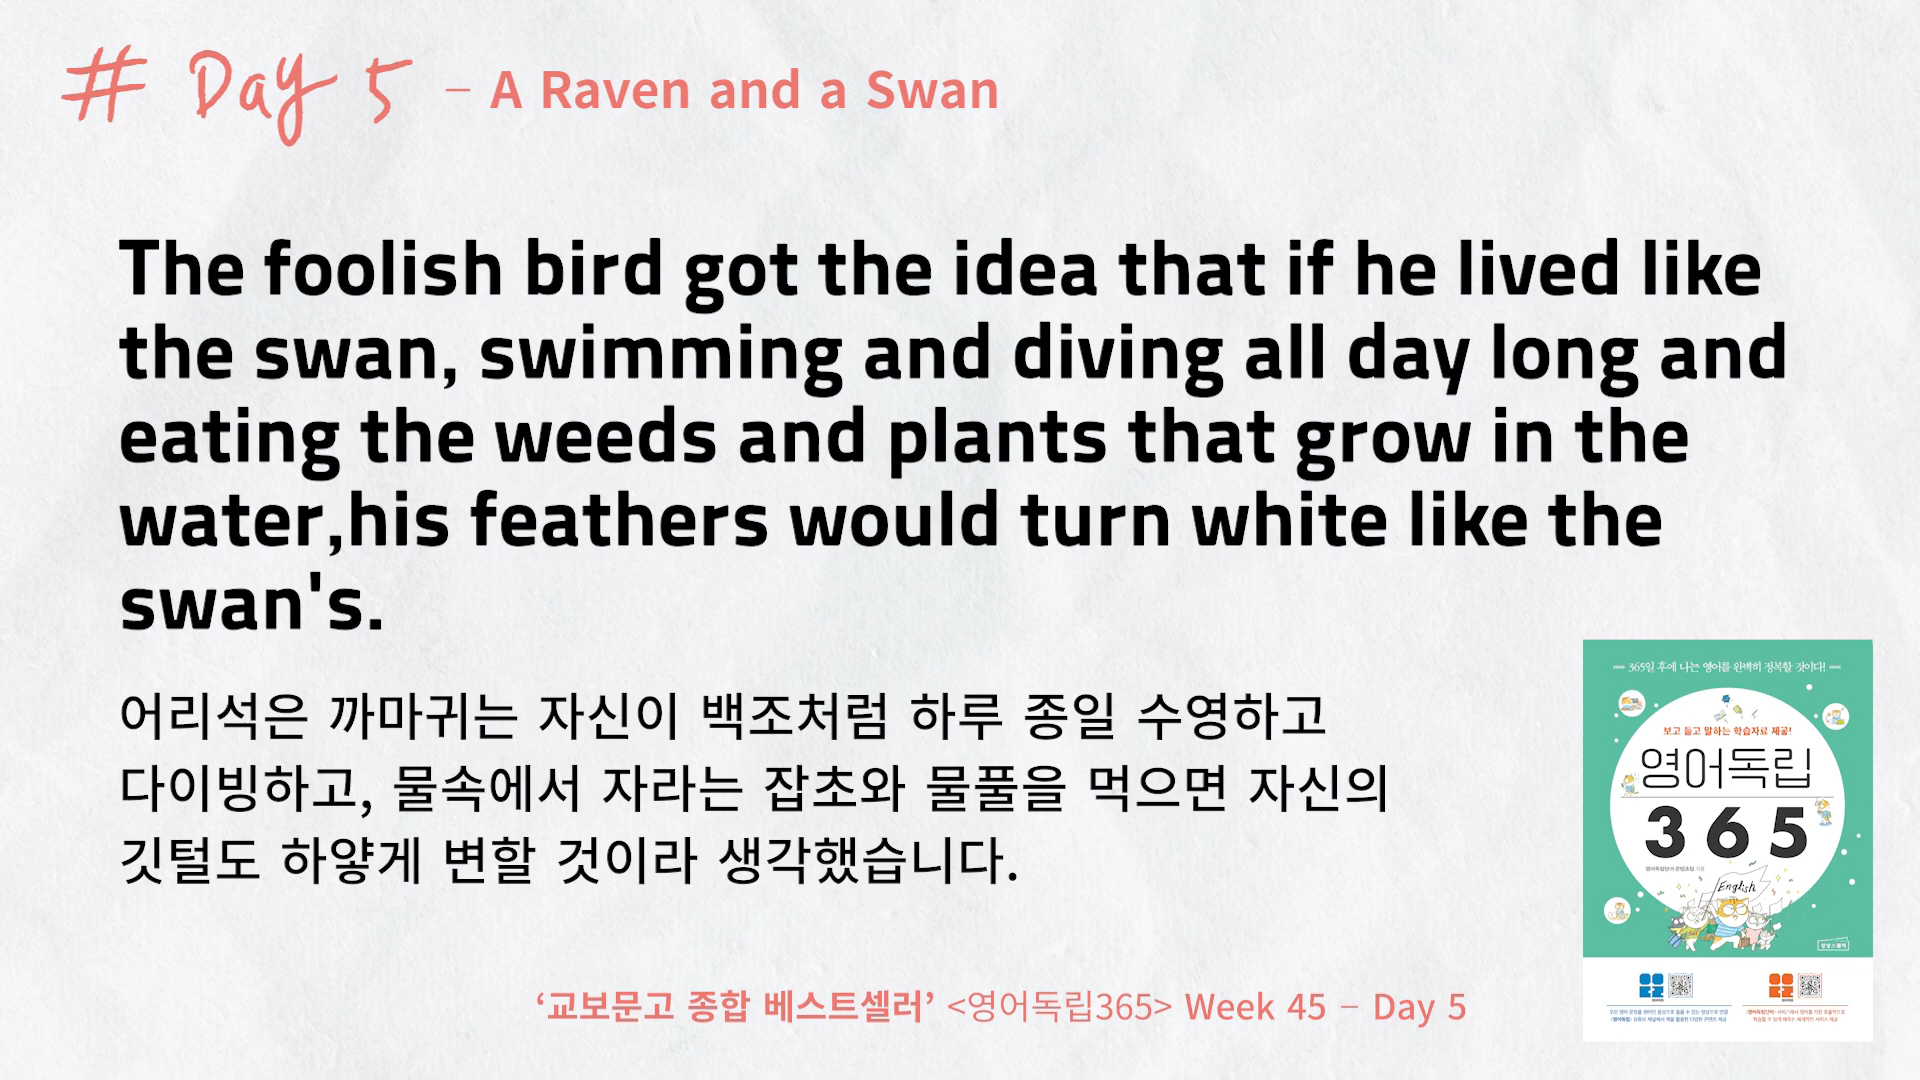 # Day 5 – A Raven and a Swan
The foolish bird got the idea that if he lived like
the swan, swimming and diving all day long and
eating the weeds and plants that grow in the
water,his feathers would turn white like the
swan's.
어리석은 까마귀는 자신이 백조처럼 하루 종일 수영하고
다이빙하고, 물속에서 자라는 잡초와 물풀을 먹으면 자신의
깃털도 하얗게 변할 것이라 생각했습니다.
365일 후에 나는 영어를 완벽히 정복할 것이다!
보고 듣고 말하는 학습자료 제공!
영어독립
365
English
‘교보문고 종합 베스트셀러’ <영어독립365> Week 45 – Day 5